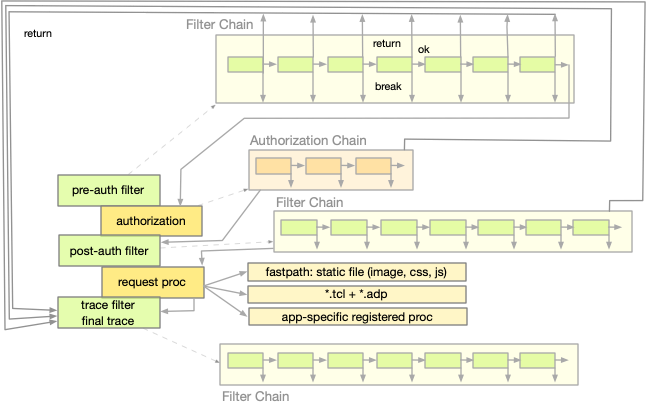 Filter Chain
return
return
ok
break
Authorization Chain
pre-auth filter
authorization
Filter Chain
post-auth filter
request proc
fastpath: static file (image, css, js)
*.tcl + *.adp
trace filter
final trace
app-specific registered proc
Filter Chain